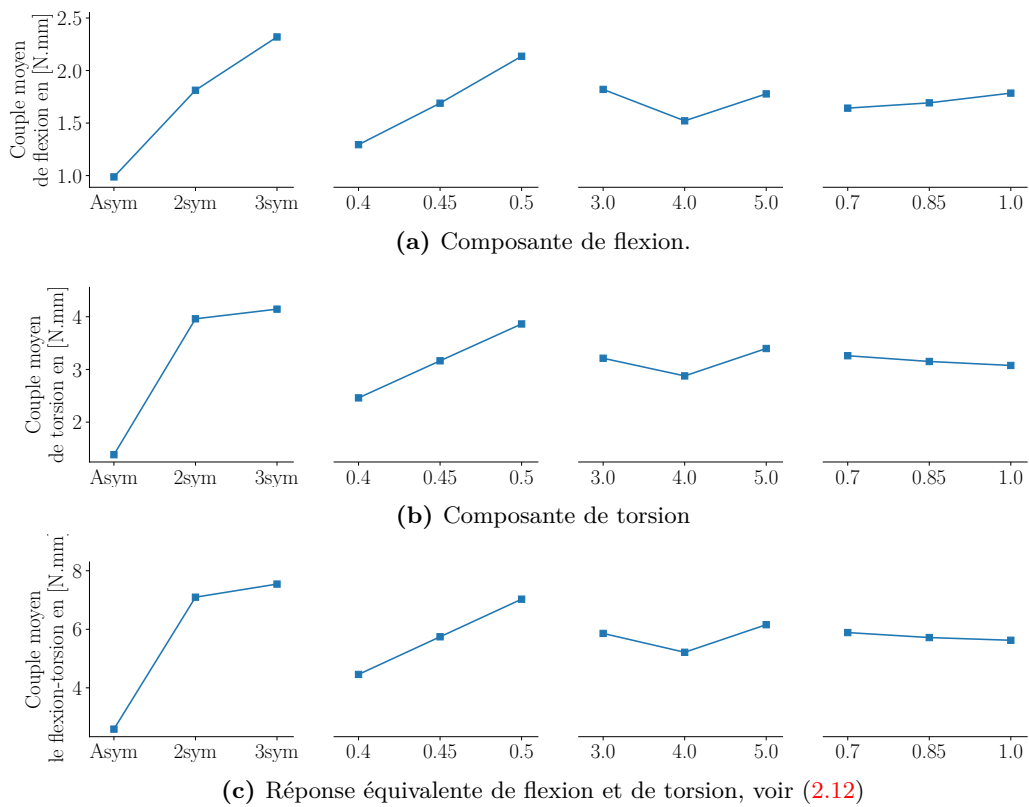 Couple moyen
de flexion en [N.mm]
2.5
2.0
1.5
1.0
Asym 2sym 3sym 0.4 0.45 0.5 3.0 4.0 5.0 0.7 0.85 1.0
(a) Composante de flexion.
Couple moyen
de torsion en [N.mm]
4
3
2
Asym 2sym 3sym 0.4 0.45 0.5 3.0 4.0 5.0 0.7 0.85 1.0
(b) Composante de torsion
Couple moyen
le flexion-torsion en [N.mm]
8
6
4
Asym 2sym 3sym 0.4 0.45 0.5 3.0 4.0 5.0 0.7 0.85 1.0
(c) Réponse équivalente de flexion et de torsion, voir (2.12)